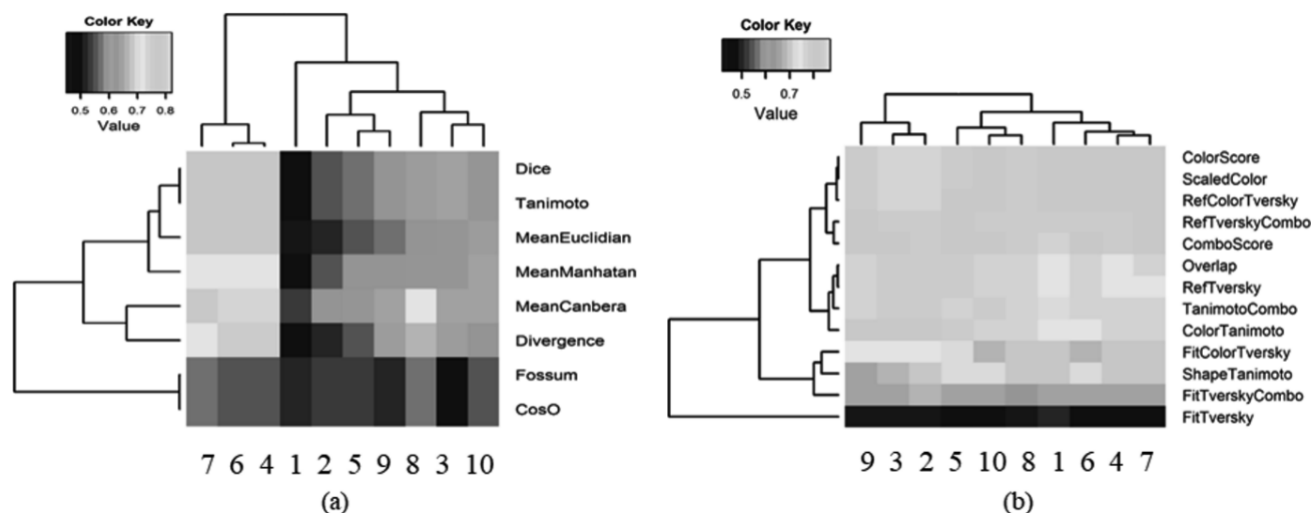 Color Key
0.5 0.6 0.7 0.8
Value
Dice
Tanimoto
MeanEuclidian
MeanManhatan
MeanCanbera
Divergence
Fossum
CosO
7 6 4 1 2 5 9 8 3 10
(a)
Color Key
0.5 0.7
Value
ColorScore
ScaledColor
RefColorTversky
RefTverskyCombo
ComboScore
Overlap
RefTversky
TanimotoCombo
ColorTanimoto
FitColorTversky
ShapeTanimoto
FitTverskyCombo
FitTversky
9 3 2 5 10 8 1 6 4 7
(b)